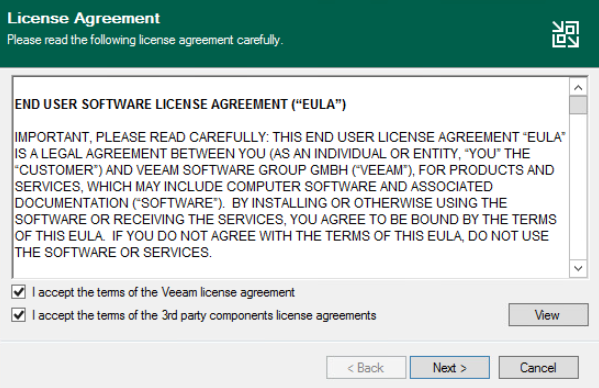 License Agreement
Please read the following license agreement carefully.
END USER SOFTWARE LICENSE AGREEMENT (“EULA”)
IMPORTANT, PLEASE READ CAREFULLY: THIS END USER LICENSE AGREEMENT “EULA”
IS A LEGAL AGREEMENT BETWEEN YOU (AS AN INDIVIDUAL OR ENTITY, “YOU” THE
“CUSTOMER”) AND VEEAM SOFTWARE GROUP GMBH (“VEEAM”), FOR PRODUCTS AND
SERVICES, WHICH MAY INCLUDE COMPUTER SOFTWARE AND ASSOCIATED
DOCUMENTATION (“SOFTWARE”).  BY INSTALLING OR OTHERWISE USING THE
SOFTWARE OR RECEIVING THE SERVICES, YOU AGREE TO BE BOUND BY THE TERMS
OF THIS EULA.  IF YOU DO NOT AGREE WITH THE TERMS OF THIS EULA, DO NOT USE
THE SOFTWARE OR SERVICES.
I accept the terms of the Veeam license agreement
I accept the terms of the 3rd party components license agreements
View
< Back
Next >
Cancel